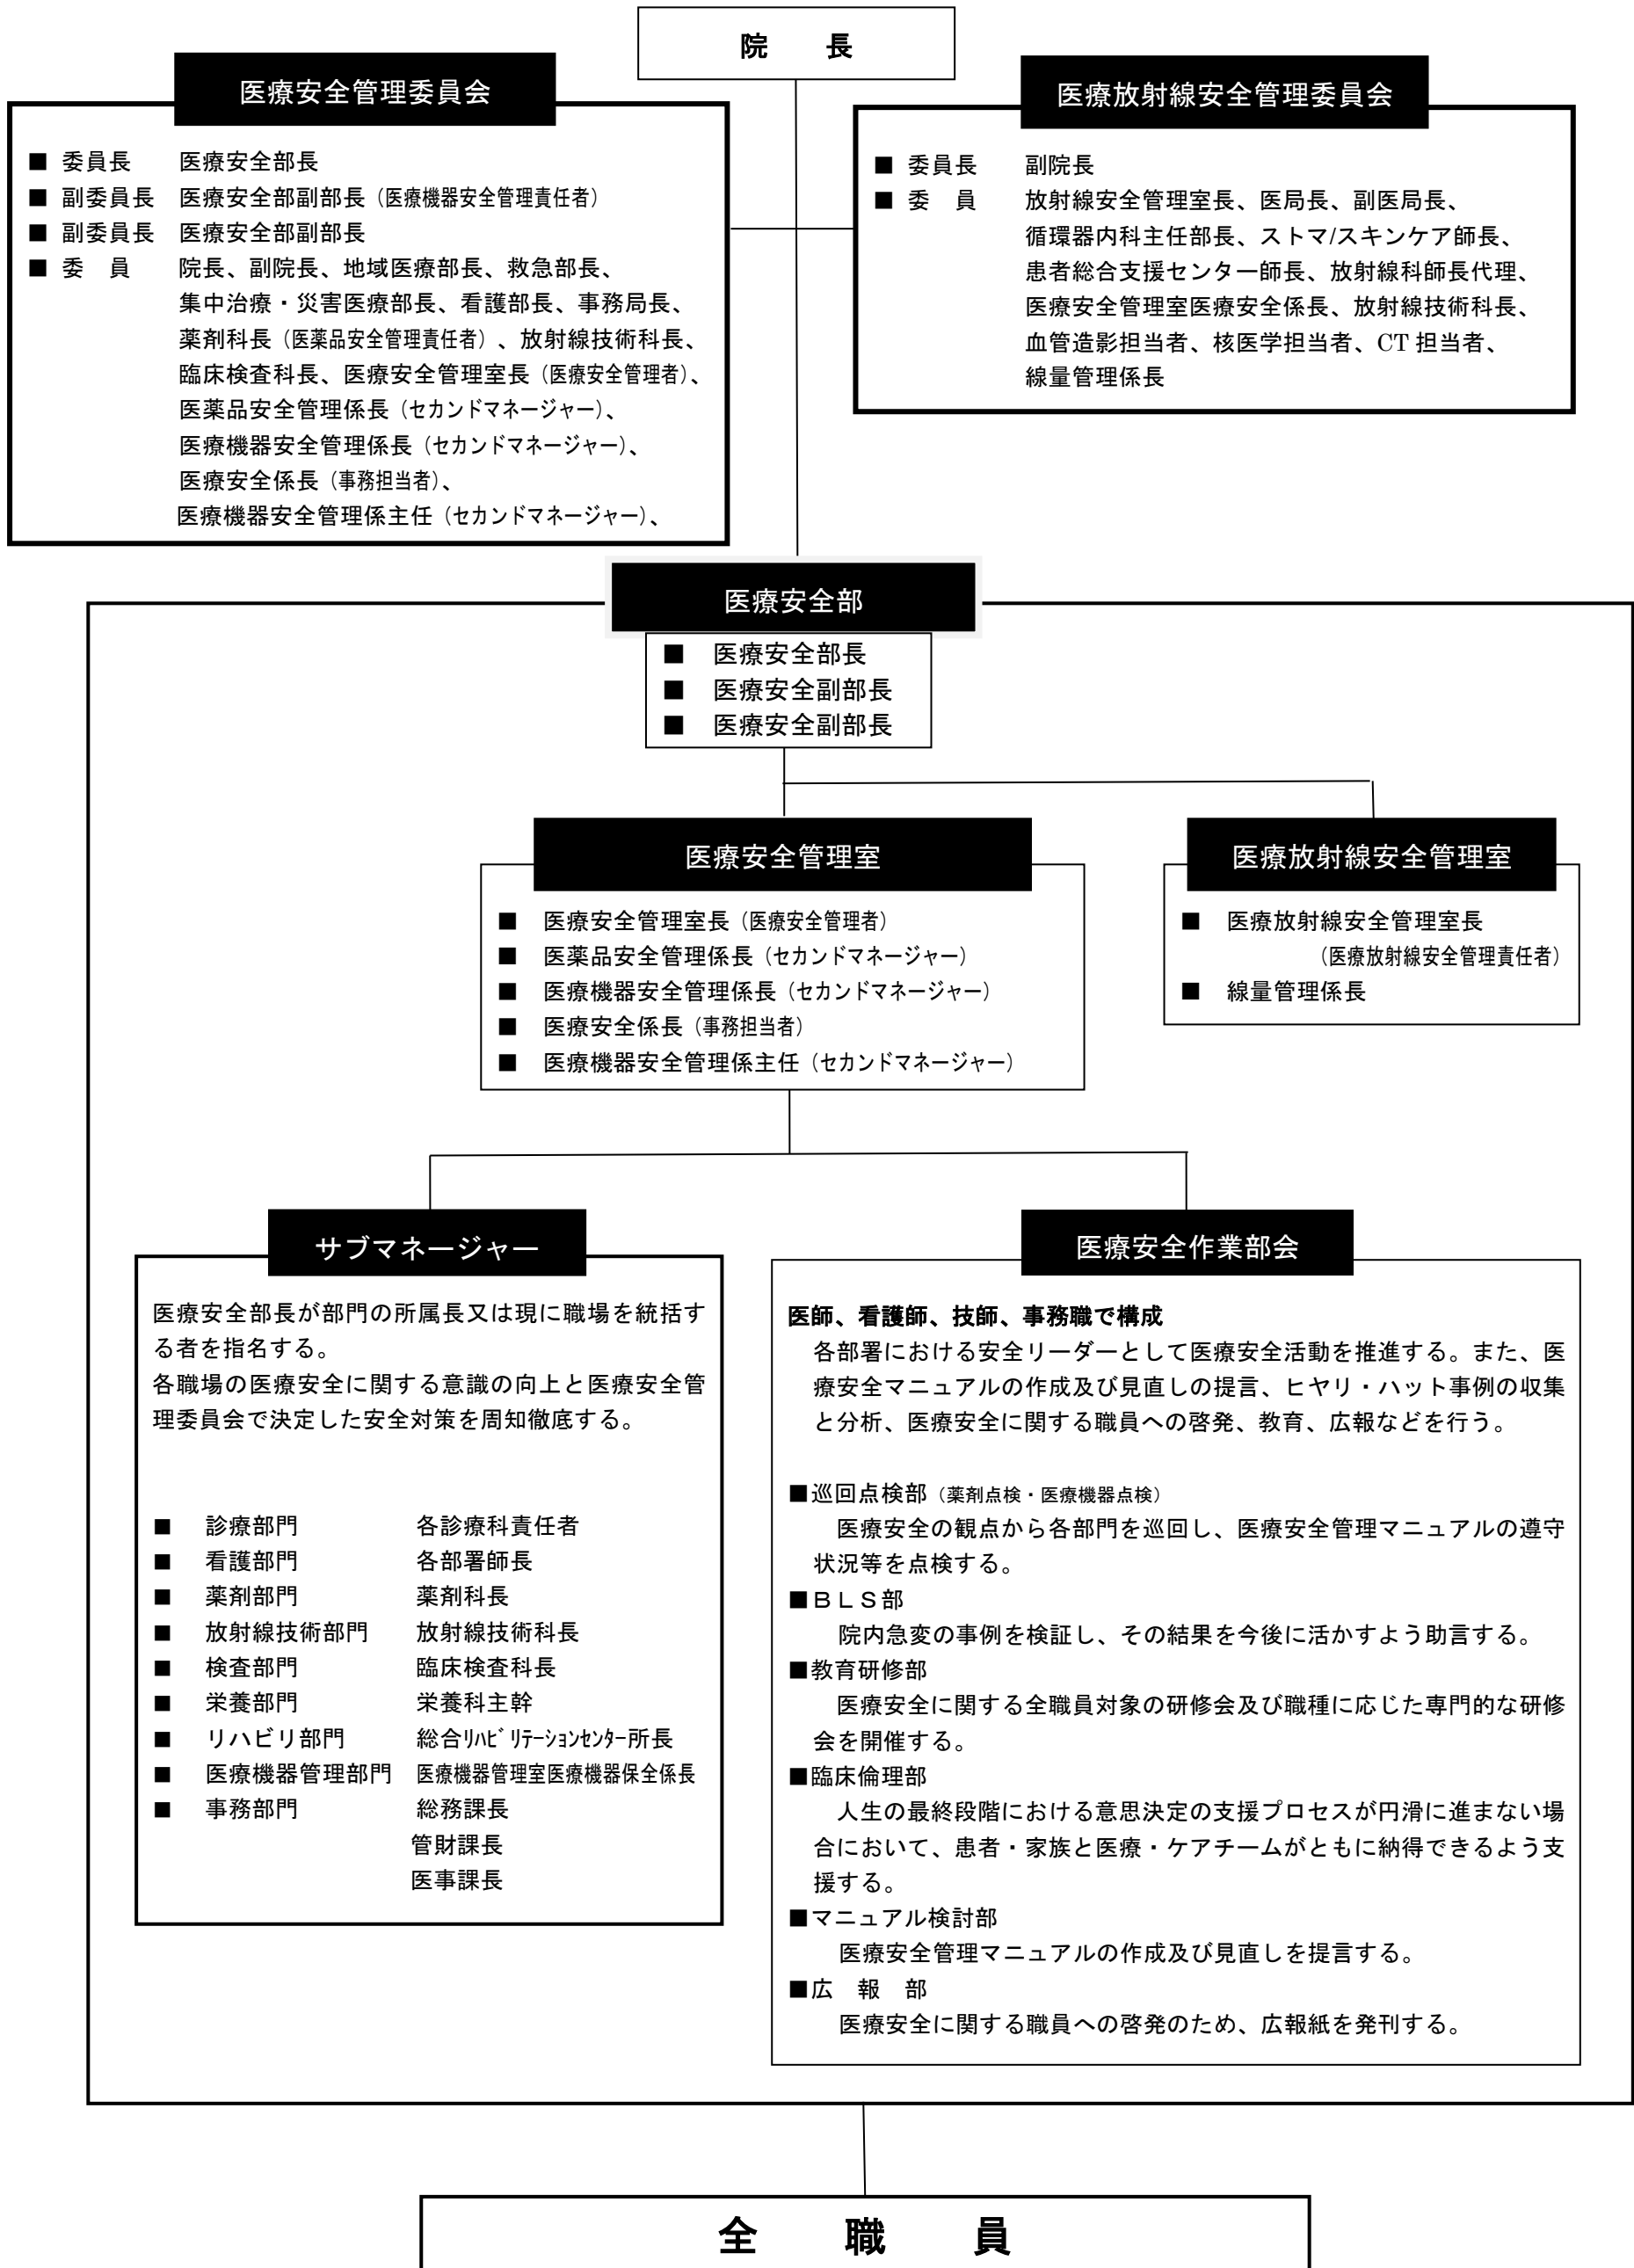 院　長
医療安全管理委員会
■ 委員長　医療安全部長
■ 副委員長　医療安全部副部長（医療機器安全管理責任者）
■ 副委員長　医療安全部副部長
■ 委　員　院長、副院長、地域医療部長、救急部長、
集中治療・災害医療部長、看護部長、事務局長、
薬剤科長（医薬品安全管理責任者）、放射線技術科長、
臨床検査科長、医療安全管理室長（医療安全管理者）、
医薬品安全管理係長（セカンドマネージャー）、
医療機器安全管理係長（セカンドマネージャー）、
医療安全係長（事務担当者）、
医療機器安全管理係主任（セカンドマネージャー）、
医療放射線安全管理委員会
■ 委員長　副院長
■ 委　員　放射線安全管理室長、医局長、副医局長、
循環器内科主任部長、ストマ/スキンケア師長、
患者総合支援センター師長、放射線科師長代理、
医療安全管理室医療安全係長、放射線技術科長、
血管造影担当者、核医学担当者、CT 担当者、
線量管理係長
医療安全部
■　医療安全部長
■　医療安全副部長
■　医療安全副部長
医療安全管理室
■　医療安全管理室長（医療安全管理者）
■　医薬品安全管理係長（セカンドマネージャー）
■　医療機器安全管理係長（セカンドマネージャー）
■　医療安全係長（事務担当者）
■　医療機器安全管理係主任（セカンドマネージャー）
医療放射線安全管理室
■　医療放射線安全管理室長
（医療放射線安全管理責任者）
■　線量管理係長
サブマネージャー
医療安全部長が部門の所属長又は現に職場を統括す
る者を指名する。
各職場の医療安全に関する意識の向上と医療安全管
理委員会で決定した安全対策を周知徹底する。
■　診療部門　各診療科責任者
■　看護部門　各部署師長
■　薬剤部門　薬剤科長
■　放射線技術部門　放射線技術科長
■　検査部門　臨床検査科長
■　栄養部門　栄養科主幹
■　リハビリ部門　総合ﾘﾊﾋﾞﾘﾃｰｼｮﾝｾﾝﾀｰ所長
■　医療機器管理部門　医療機器管理室医療機器保全係長
■　事務部門　総務課長
管財課長
医事課長
医療安全作業部会
医師、看護師、技師、事務職で構成
各部署における安全リーダーとして医療安全活動を推進する。また、医
療安全マニュアルの作成及び見直しの提言、ヒヤリ・ハット事例の収集
と分析、医療安全に関する職員への啓発、教育、広報などを行う。
■巡回点検部（薬剤点検・医療機器点検）
医療安全の観点から各部門を巡回し、医療安全管理マニュアルの遵守
状況等を点検する。
■ＢＬＳ部
院内急変の事例を検証し、その結果を今後に活かすよう助言する。
■教育研修部
医療安全に関する全職員対象の研修会及び職種に応じた専門的な研修
会を開催する。
■臨床倫理部
人生の最終段階における意思決定の支援プロセスが円滑に進まない場
合において、患者・家族と医療・ケアチームがともに納得できるよう支
援する。
■マニュアル検討部
医療安全管理マニュアルの作成及び見直しを提言する。
■広　報　部
医療安全に関する職員への啓発のため、広報紙を発刊する。
全　職　員